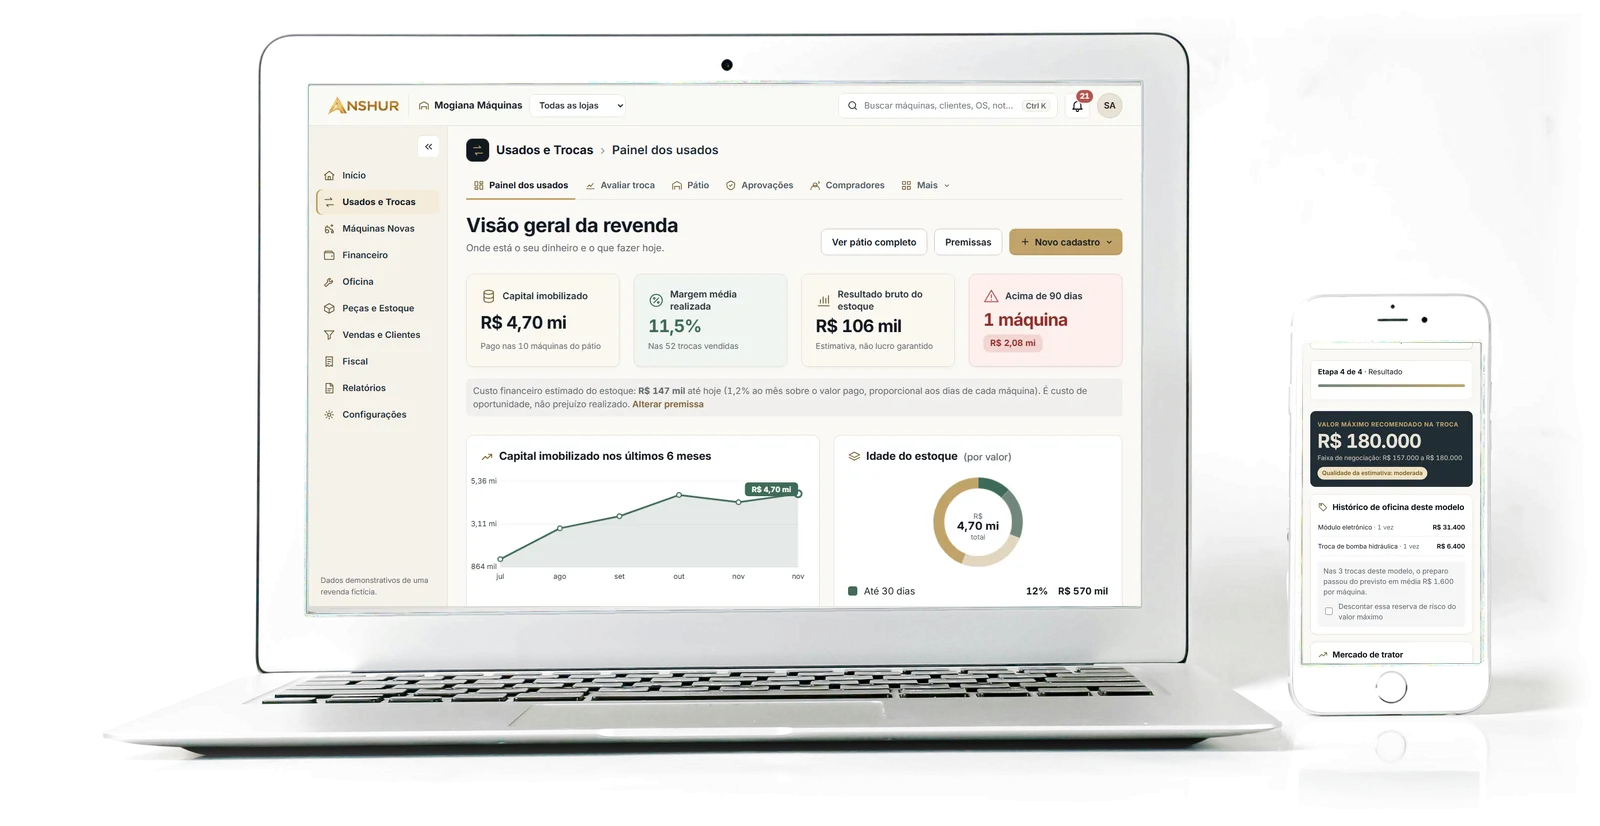 ANSHUR
Mogiana Máquinas
Todas as lojas
Buscar máquinas, clientes, OS, not...
Ctrl K
21
SA
Início
Usados e Trocas
Máquinas Novas
Financeiro
Oficina
Peças e Estoque
Vendas e Clientes
Fiscal
Relatórios
Configurações
Dados demonstrativos de uma
revenda fictícia.
Usados e Trocas › Painel dos usados
Painel dos usados
Avaliar troca
Pátio
Aprovações
Compradores
Mais
Visão geral da revenda
Onde está o seu dinheiro e o que fazer hoje.
Ver pátio completo
Premissas
+ Novo cadastro
Capital imobilizado
R$ 4,70 mi
Pago nas 10 máquinas do pátio
Margem média
realizada
11,5%
Nas 52 trocas vendidas
Resultado bruto do
estoque
R$ 106 mil
Estimativa, não lucro garantido
Acima de 90 dias
1 máquina
R$ 2,08 mi
Custo financeiro estimado do estoque: R$ 147 mil até hoje (1,2% ao mês sobre o valor pago, proporcional aos dias de cada máquina). É custo de
oportunidade, não prejuízo realizado. Alterar premissa
Capital imobilizado nos últimos 6 meses
5,36 mi
3,11 mi
864 mil
R$ 4,70 mi
jul
ago
set
out
nov
nov
Idade do estoque (por valor)
R$
4,70 mi
total
Até 30 dias 12% R$ 570 mil
Etapa 4 de 4 · Resultado
VALOR MÁXIMO RECOMENDADO NA TROCA
R$ 180.000
Faixa de negociação: R$ 157.000 a R$ 180.000
Qualidade da estimativa: moderada
Histórico de oficina deste modelo
Módulo eletrônico · 1 vez R$ 31.400
Troca de bomba hidráulica · 1 vez R$ 6.400
Nas 3 trocas deste modelo, o preparo
passou do previsto em média R$ 1.600
por máquina.
Descontar essa reserva de risco do
valor máximo
Mercado de trator